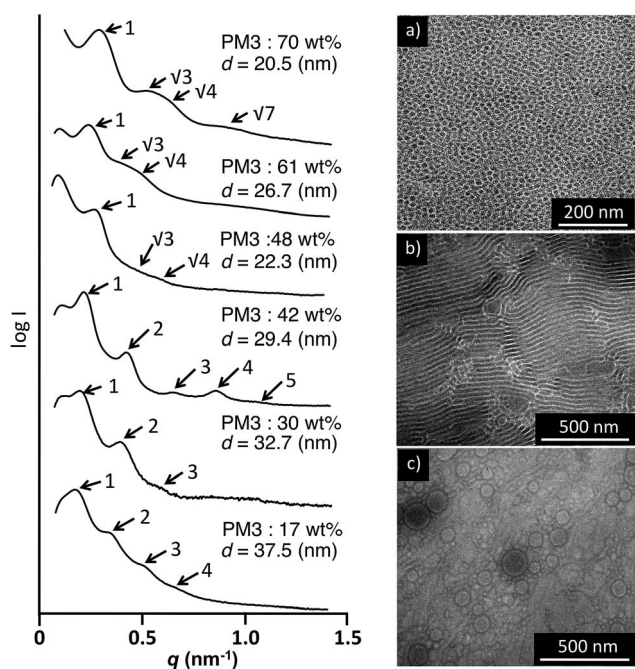 1
√3
√4
√7
PM3 : 70 wt%
d = 20.5 (nm)
1
√3
√4
PM3 : 61 wt%
d = 26.7 (nm)
1
√3
√4
PM3 :48 wt%
d = 22.3 (nm)
1
2
3
4
5
PM3 : 42 wt%
d = 29.4 (nm)
1
2
3
PM3 : 30 wt%
d = 32.7 (nm)
1
2
3
4
PM3 : 17 wt%
d = 37.5 (nm)
log I
0 0.5 1.0 1.5
q (nm⁻¹)
a)
200 nm
b)
500 nm
c)
500 nm